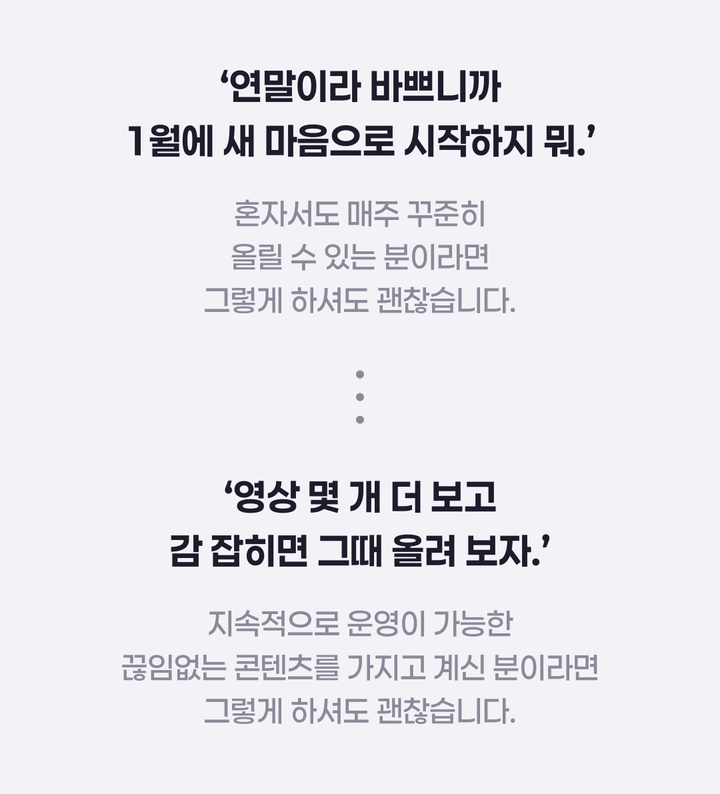 ‘연말이라 바쁘니까
1월에 새 마음으로 시작하지 뭐.’
혼자서도 매주 꾸준히
올릴 수 있는 분이라면
그렇게 하셔도 괜찮습니다.
‘영상 몇 개 더 보고
감 잡히면 그때 올려 보자.’
지속적으로 운영이 가능한
끊임없는 콘텐츠를 가지고 계신 분이라면
그렇게 하셔도 괜찮습니다.